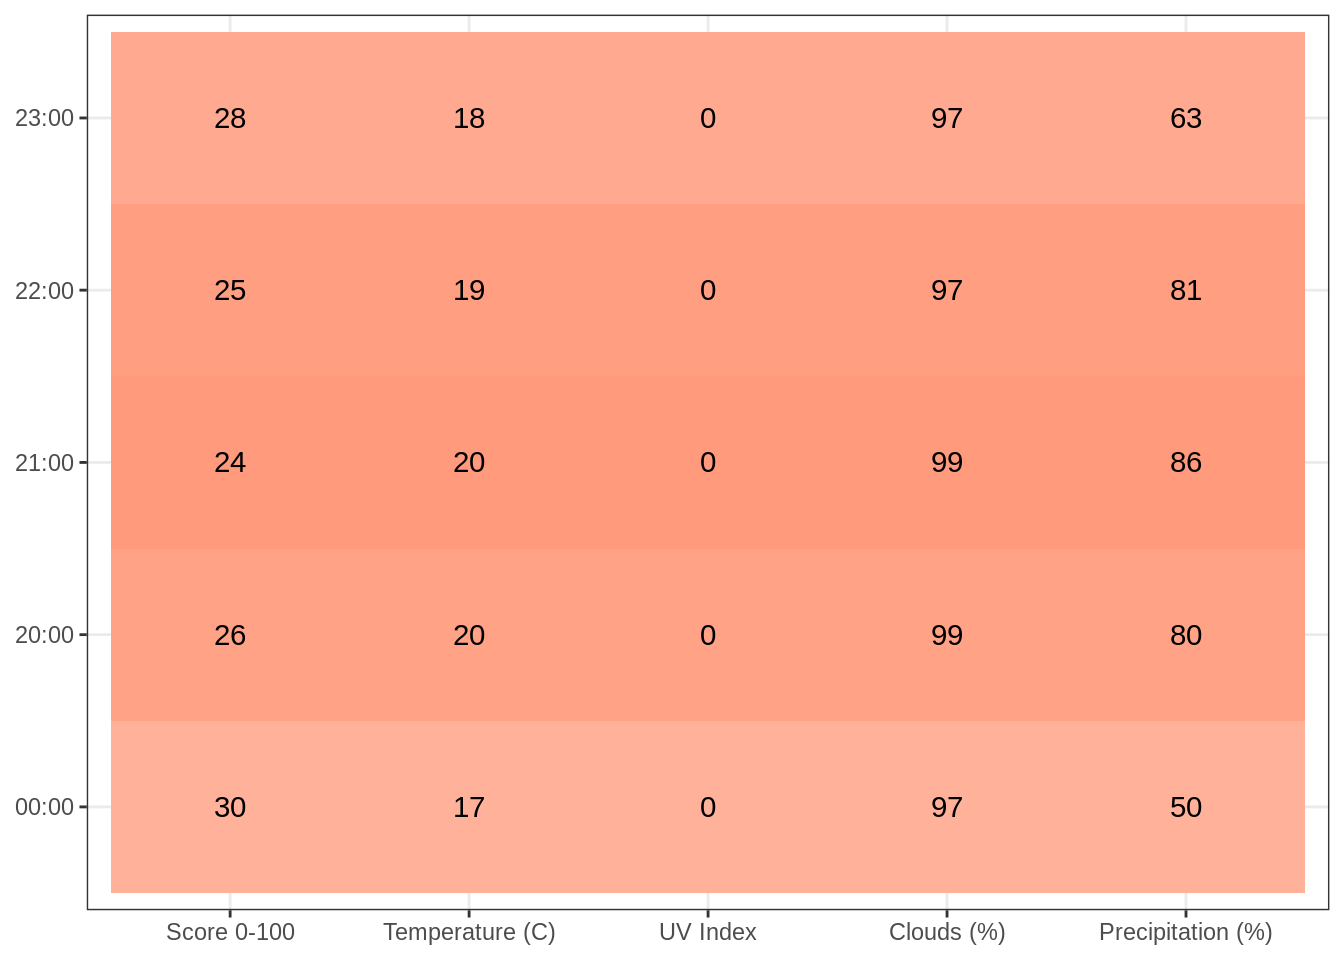 23:00 28 18 0 97 63
22:00 25 19 0 97 81
21:00 24 20 0 99 86
20:00 26 20 0 99 80
00:00 30 17 0 97 50
Score 0-100 Temperature (C) UV Index Clouds (%) Precipitation (%)